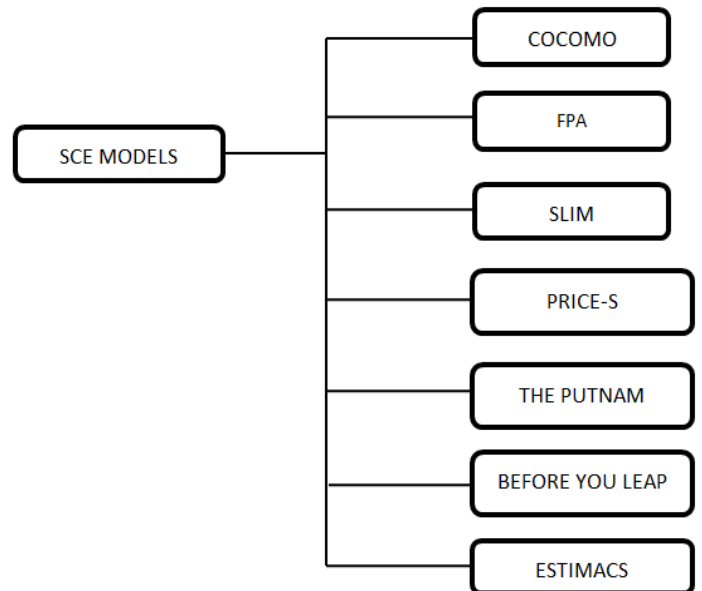 COCOMO
FPA
SCE MODELS
SLIM
PRICE-S
THE PUTNAM
BEFORE YOU LEAP
ESTIMACS